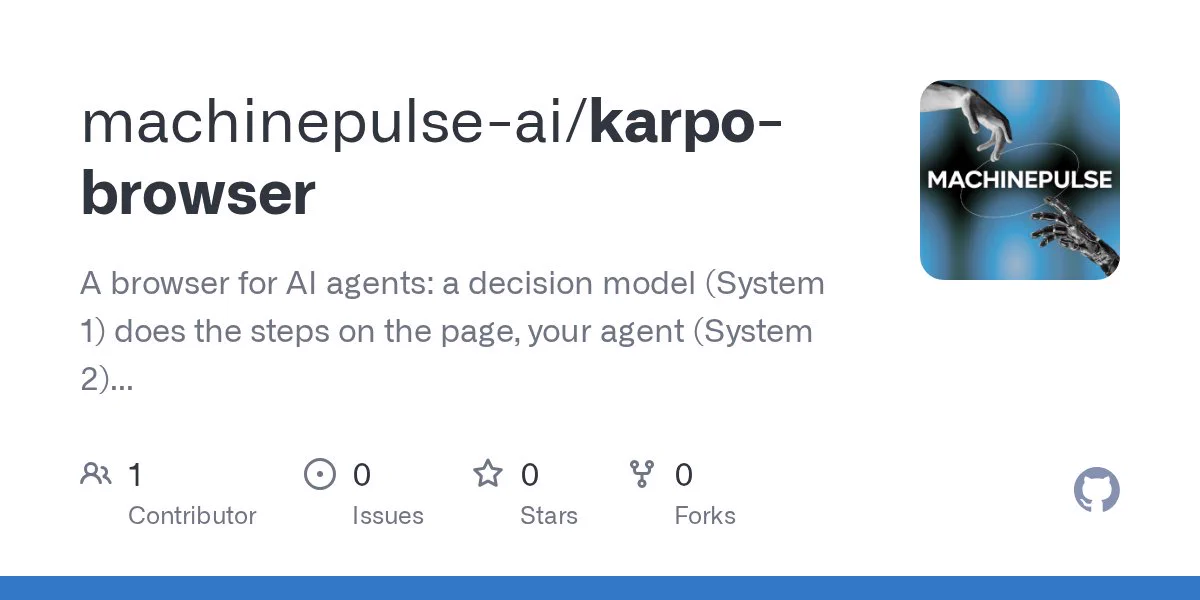 machinepulse-ai/karpo-
browser
MACHINEPULSE
A browser for AI agents: a decision model (System
1) does the steps on the page, your agent (System
2)...
1
Contributor
0
Issues
0
Stars
0
Forks